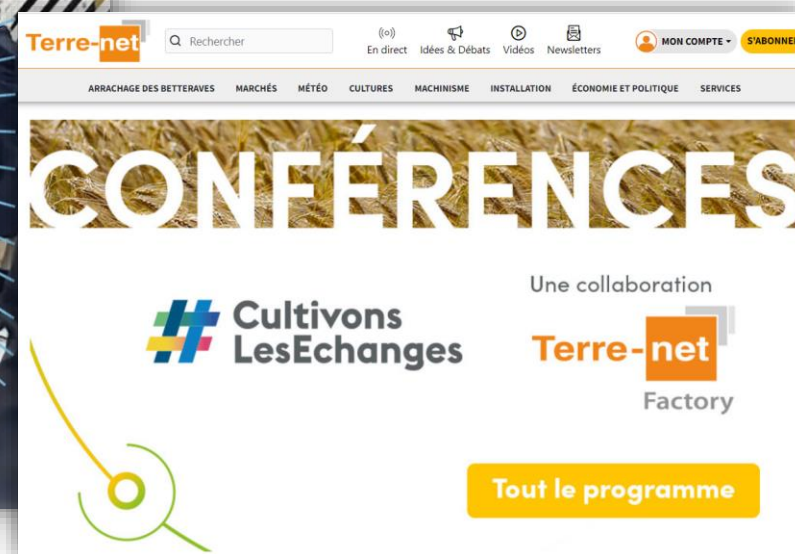 Terre-net
Rechercher
En direct Idées & Débats Vidéos Newsletters
MON COMPTE
ARRACHAGE DES BETTERAVES MARCHÉS MÉTÉO CULTURES MACHINISME INSTALLATION ÉCONOMIE ET POLITIQUE SERVICES
CONFÉRENCES
Une collaboration
#Cultivons
LesEchanges
Terre-net
Factory
Tout le programme